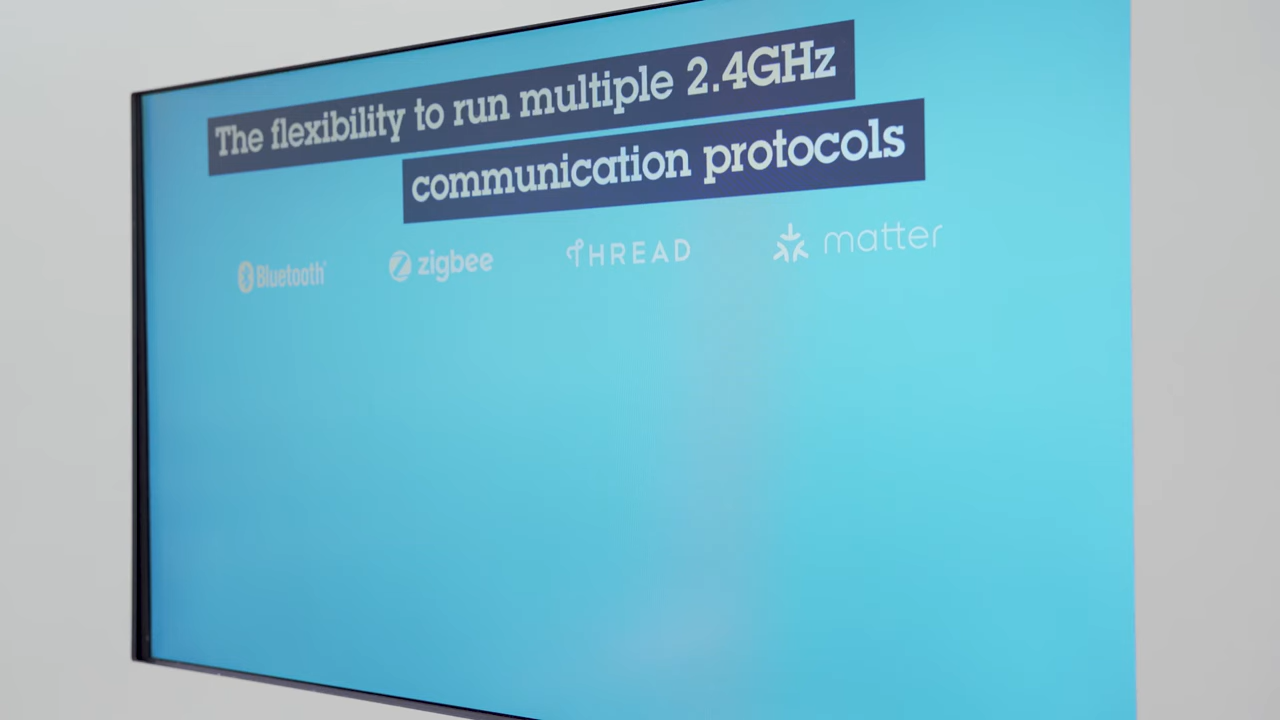 The flexibility to run multiple 2.4GHz
communication protocols
Bluetooth
zigbee
THREAD
matter